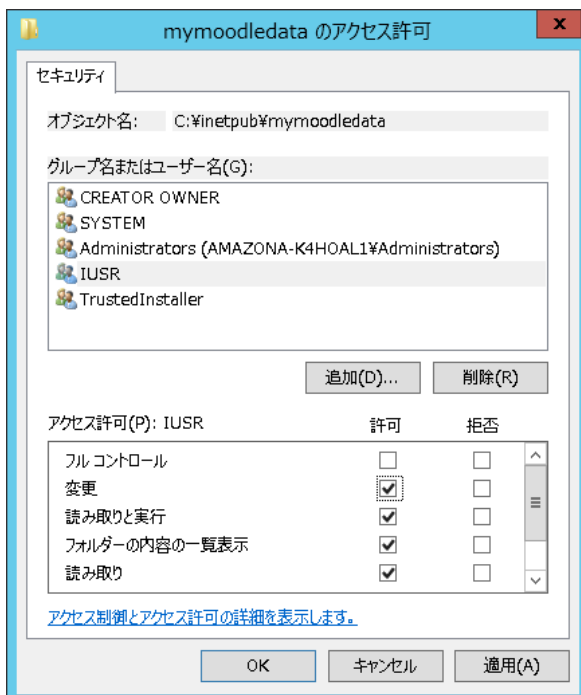 mymoodledata のアクセス許可
x
セキュリティ
オブジェクト名: C:¥inetpub¥mymoodledata
グループ名またはユーザー名(G):
CREATOR OWNER
SYSTEM
Administrators (AMAZONA-K4HOAL1¥Administrators)
IUSR
TrustedInstaller
追加(D)... 削除(R)
アクセス許可(P): IUSR 許可 拒否
フル コントロール
変更
読み取りと実行
フォルダーの内容の一覧表示
読み取り
アクセス制御とアクセス許可の詳細を表示します。
OK キャンセル 適用(A)